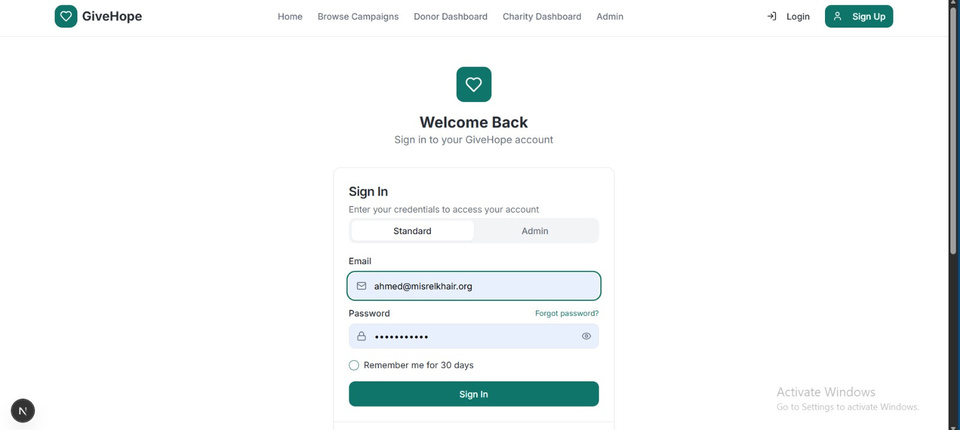 GiveHope
Home Browse Campaigns Donor Dashboard Charity Dashboard Admin
Login Sign Up
Welcome Back
Sign in to your GiveHope account
Sign In
Enter your credentials to access your account
Standard Admin
Email
ahmed@misrelkhair.org
Password Forgot password?
•••••••••••
Remember me for 30 days
Sign In
N
Activate Windows
Go to Settings to activate Windows.